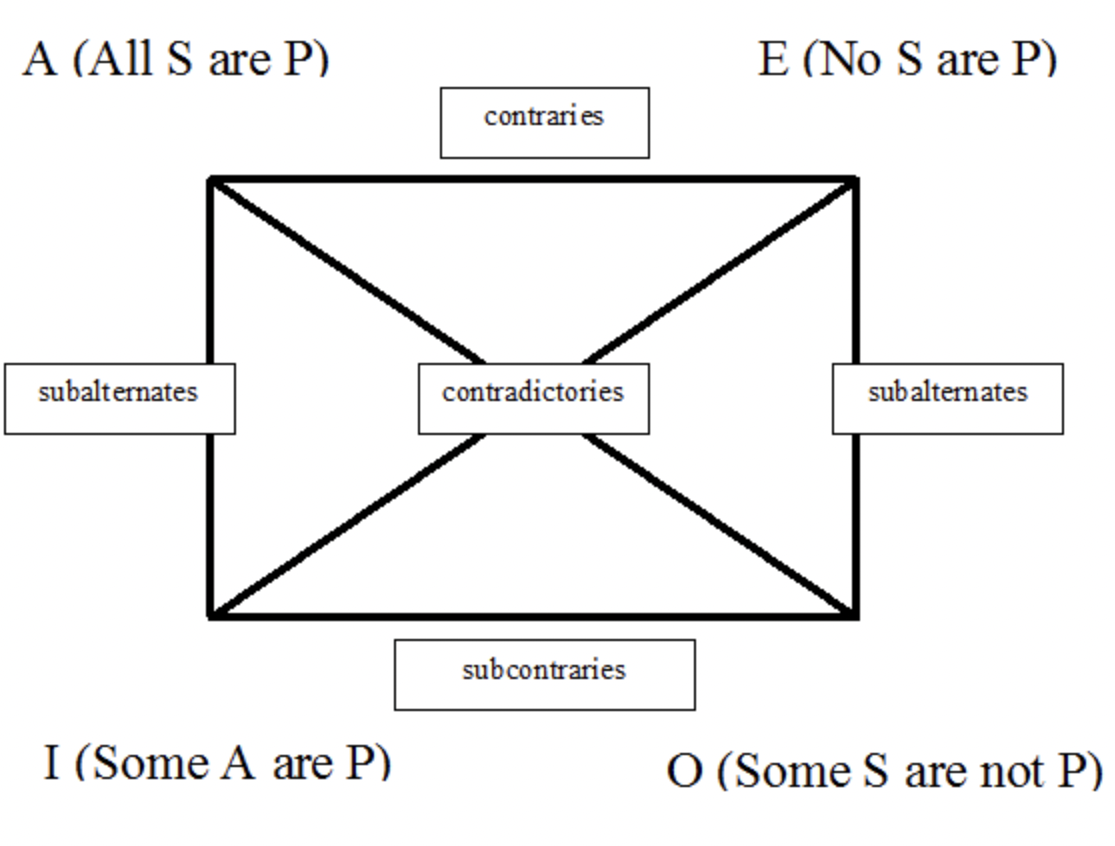 A (All S are P)
E (No S are P)
contraries
subalternates
contradictories
subalternates
subcontraries
I (Some A are P)
O (Some S are not P)